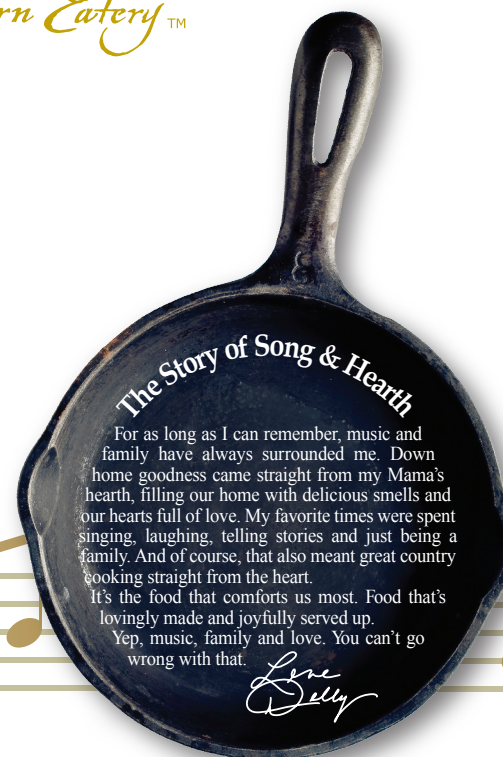 rn Eatery TM
8
The Story of Song & Hearth
For as long as I can remember, music and
family have always surrounded me. Down
home goodness came straight from my Mama's
hearth, filling our home with delicious smells and
our hearts full of love. My favorite times were spent
singing, laughing, telling stories and just being a
family. And of course, that also meant great country
cooking straight from the heart.
It's the food that comforts us most. Food that's
lovingly made and joyfully served up.
Yep, music, family and love. You can't go
wrong with that.
Love
Dolly